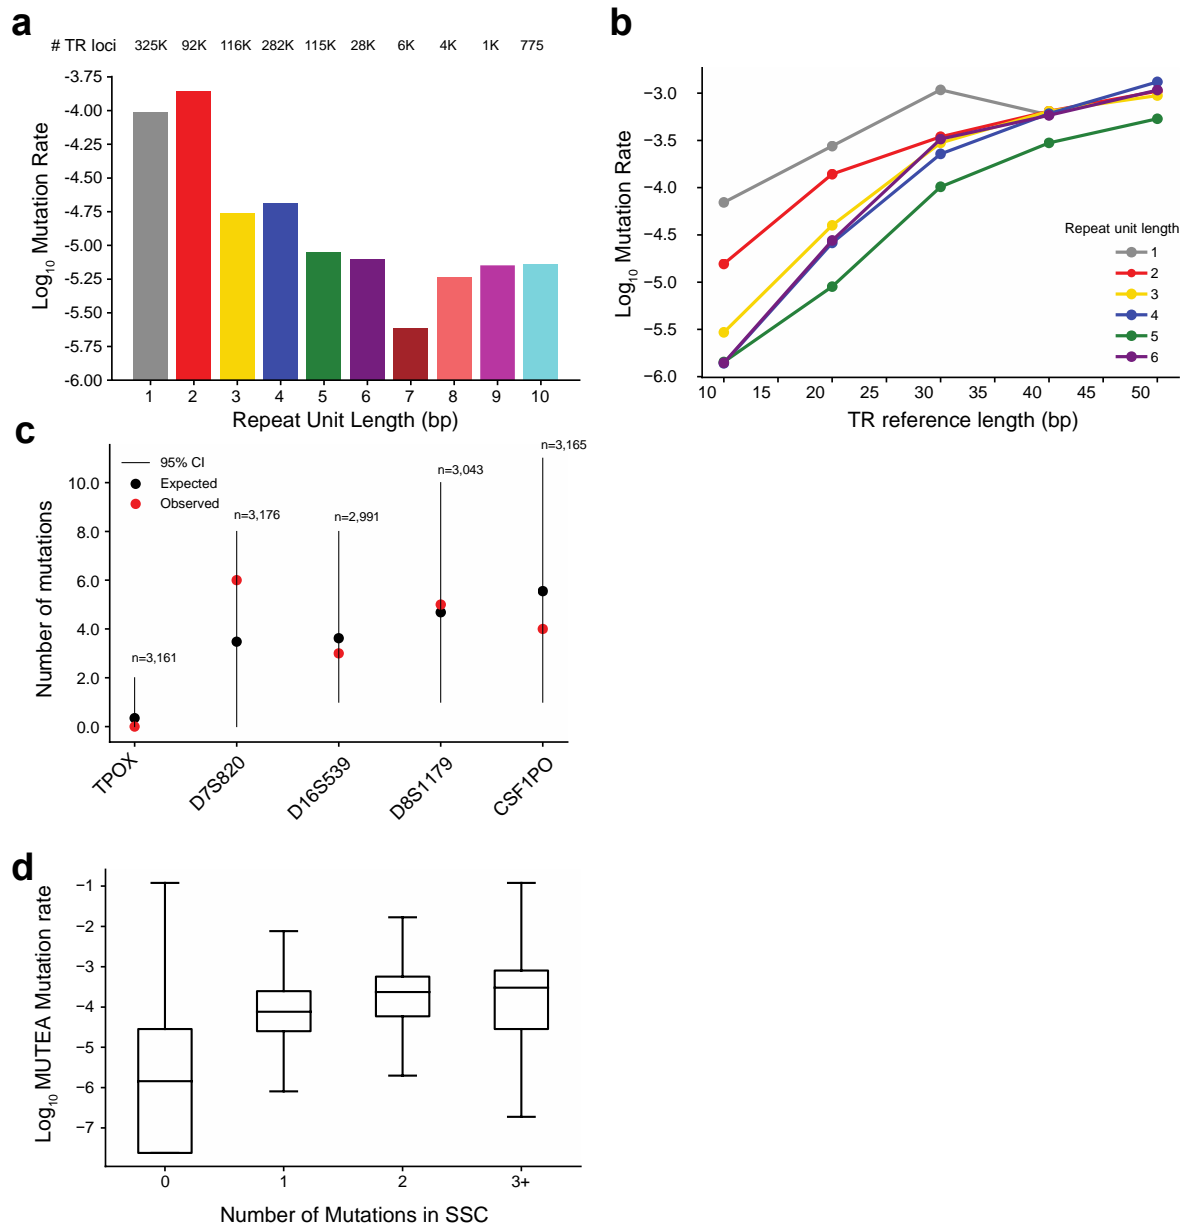 a
# TR loci 325K 92K 116K 282K 115K 28K 6K 4K 1K 775
-3.75
-4.00
-4.25
-4.50
-4.75
-5.00
-5.25
-5.50
-5.75
-6.00
Log10 Mutation Rate
1 2 3 4 5 6 7 8 9 10
Repeat Unit Length (bp)
b
−3.0
−3.5
−4.0
−4.5
−5.0
−5.5
−6.0
Log10 Mutation Rate
Repeat unit length
1
2
3
4
5
6
10 15 20 25 30 35 40 45 50
TR reference length (bp)
c
95% CI
Expected
Observed
10.0
8.0
6.0
4.0
2.0
0.0
Number of mutations
n=3,161
n=3,176
n=2,991
n=3,043
n=3,165
TPOX
D7S820
D16S539
D8S1179
CSF1PO
d
−1
−2
−3
−4
−5
−6
−7
Log10 MUTEA Mutation rate
0 1 2 3+
Number of Mutations in SSC